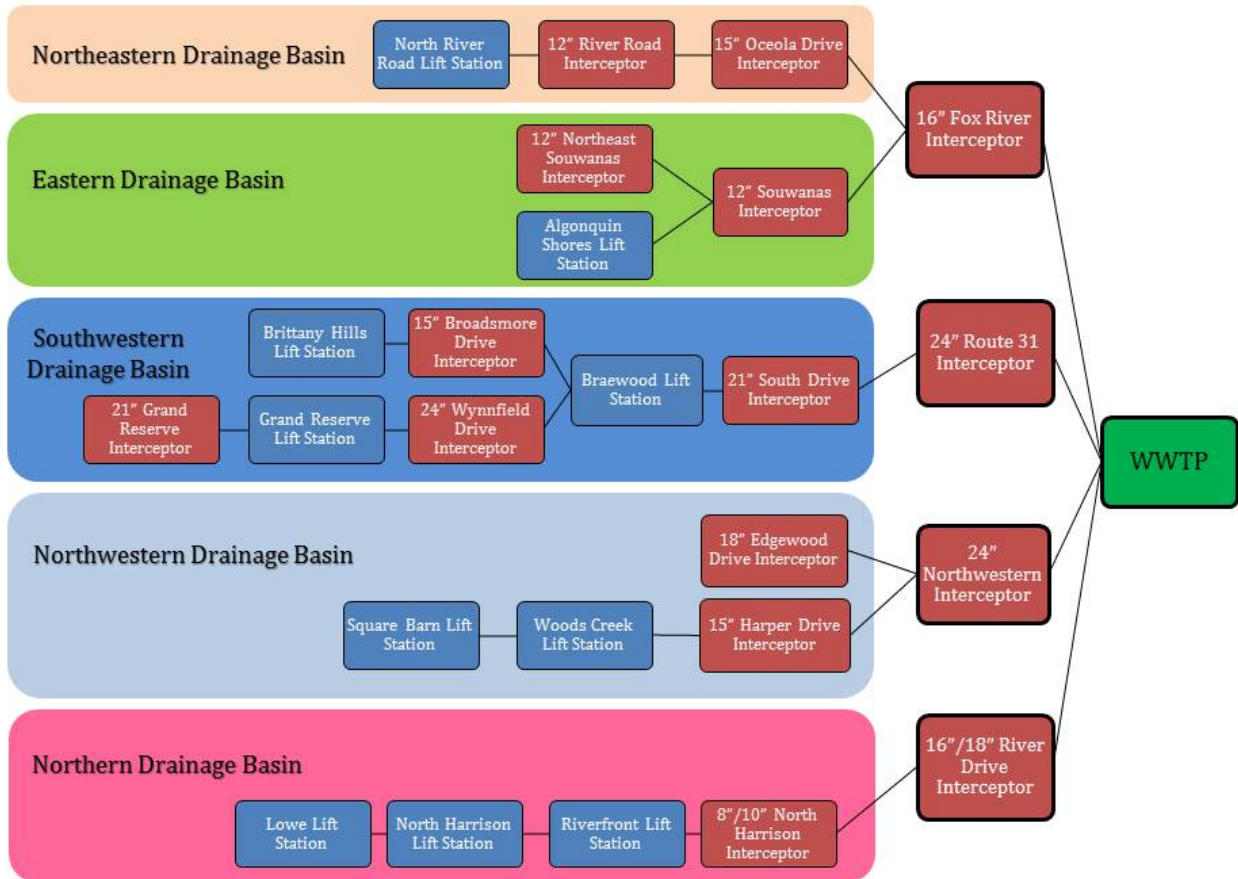 Northeastern Drainage Basin
North River
Road Lift Station
12” River Road
Interceptor
15” Oceola Drive
Interceptor
16” Fox River
Interceptor
Eastern Drainage Basin
12” Northeast
Souwanas
Interceptor
Algonquin
Shores Lift
Station
12” Souwanas
Interceptor
Southwestern
Drainage Basin
Brittany Hills
Lift Station
15” Broadsmore
Drive
Interceptor
21” Grand
Reserve
Interceptor
Grand Reserve
Lift Station
24” Wynnfield
Drive
Interceptor
Braewood Lift
Station
21” South Drive
Interceptor
24” Route 31
Interceptor
WWTP
Northwestern Drainage Basin
18” Edgewood
Drive Interceptor
Square Barn Lift
Station
Woods Creek
Lift Station
15” Harper Drive
Interceptor
24”
Northwestern
Interceptor
Northern Drainage Basin
Lowe Lift
Station
North Harrison
Lift Station
Riverfront Lift
Station
8”/10” North
Harrison
Interceptor
16”/18” River
Drive
Interceptor